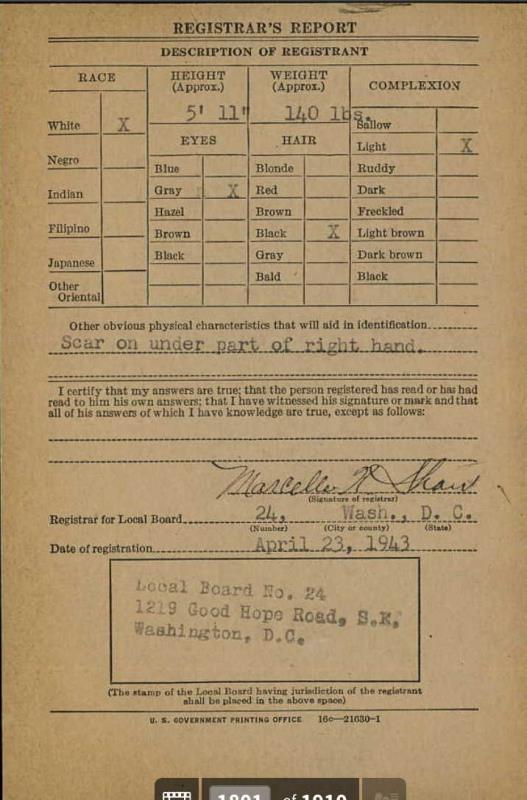 REGISTRAR'S REPORT
DESCRIPTION OF REGISTRANT
RACE
HEIGHT
(Approx.)
WEIGHT
(Approx.)
COMPLEXION
5' 11"
140 lbs.
White X
Sallow
EYES
HAIR
Light X
Negro
Blue
Blonde
Ruddy
Indian
Gray X
Red
Dark
Hazel
Brown
Freckled
Filipino
Brown
Black X
Light brown
Japanese
Black
Gray
Dark brown
Other
Oriental
Bald
Black
Other obvious physical characteristics that will aid in identification
Scar on under part of right hand.
I certify that my answers are true; that the person registered has read or has had
read to him his own answers; that I have witnessed his signature or mark and that
all of his answers of which I have knowledge are true, except as follows:
(Signature of registrar)
Registrar for Local Board 24, Wash., D. C.
(Number) (City or county) (State)
Date of registration April 23, 1943
Local Board No. 24
1219 Good Hope Road, S.E.
Washington, D.C.
(The stamp of the Local Board having jurisdiction of the registrant
shall be placed in the above space)
U. S. GOVERNMENT PRINTING OFFICE 16c—21630-1
1801 of 1910